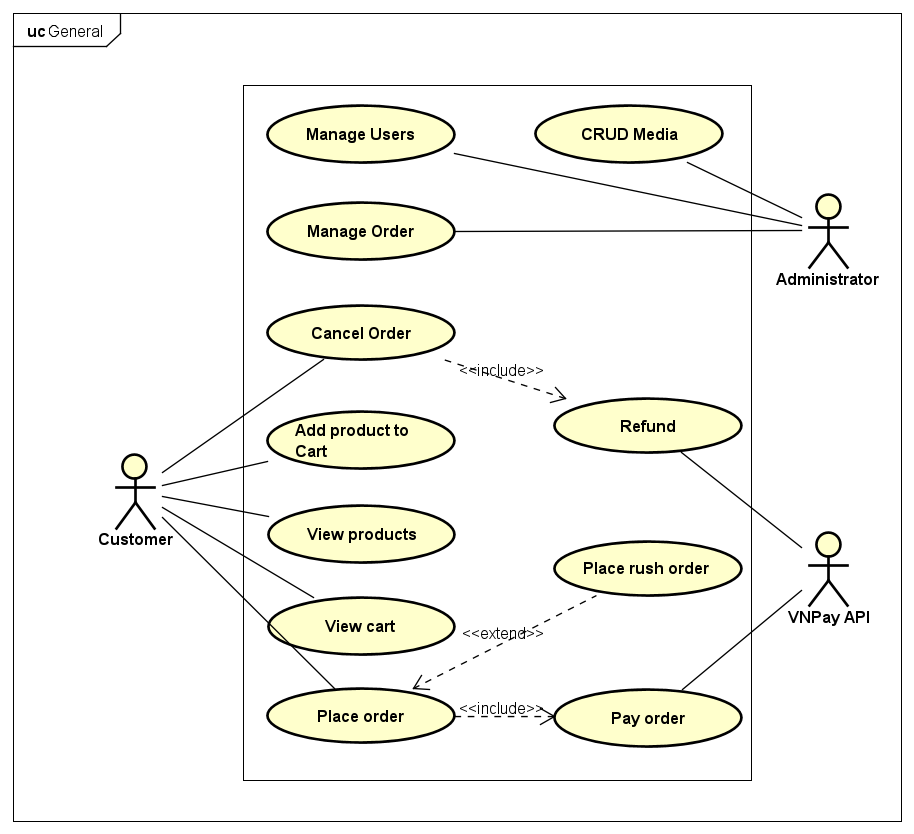 uc General
Manage Users
CRUD Media
Manage Order
Administrator
Cancel Order
<<include>>
Refund
Add product to
Cart
Customer
View products
Place rush order
VNPay API
View cart
<<extend>>
Place order
<<include>>
Pay order